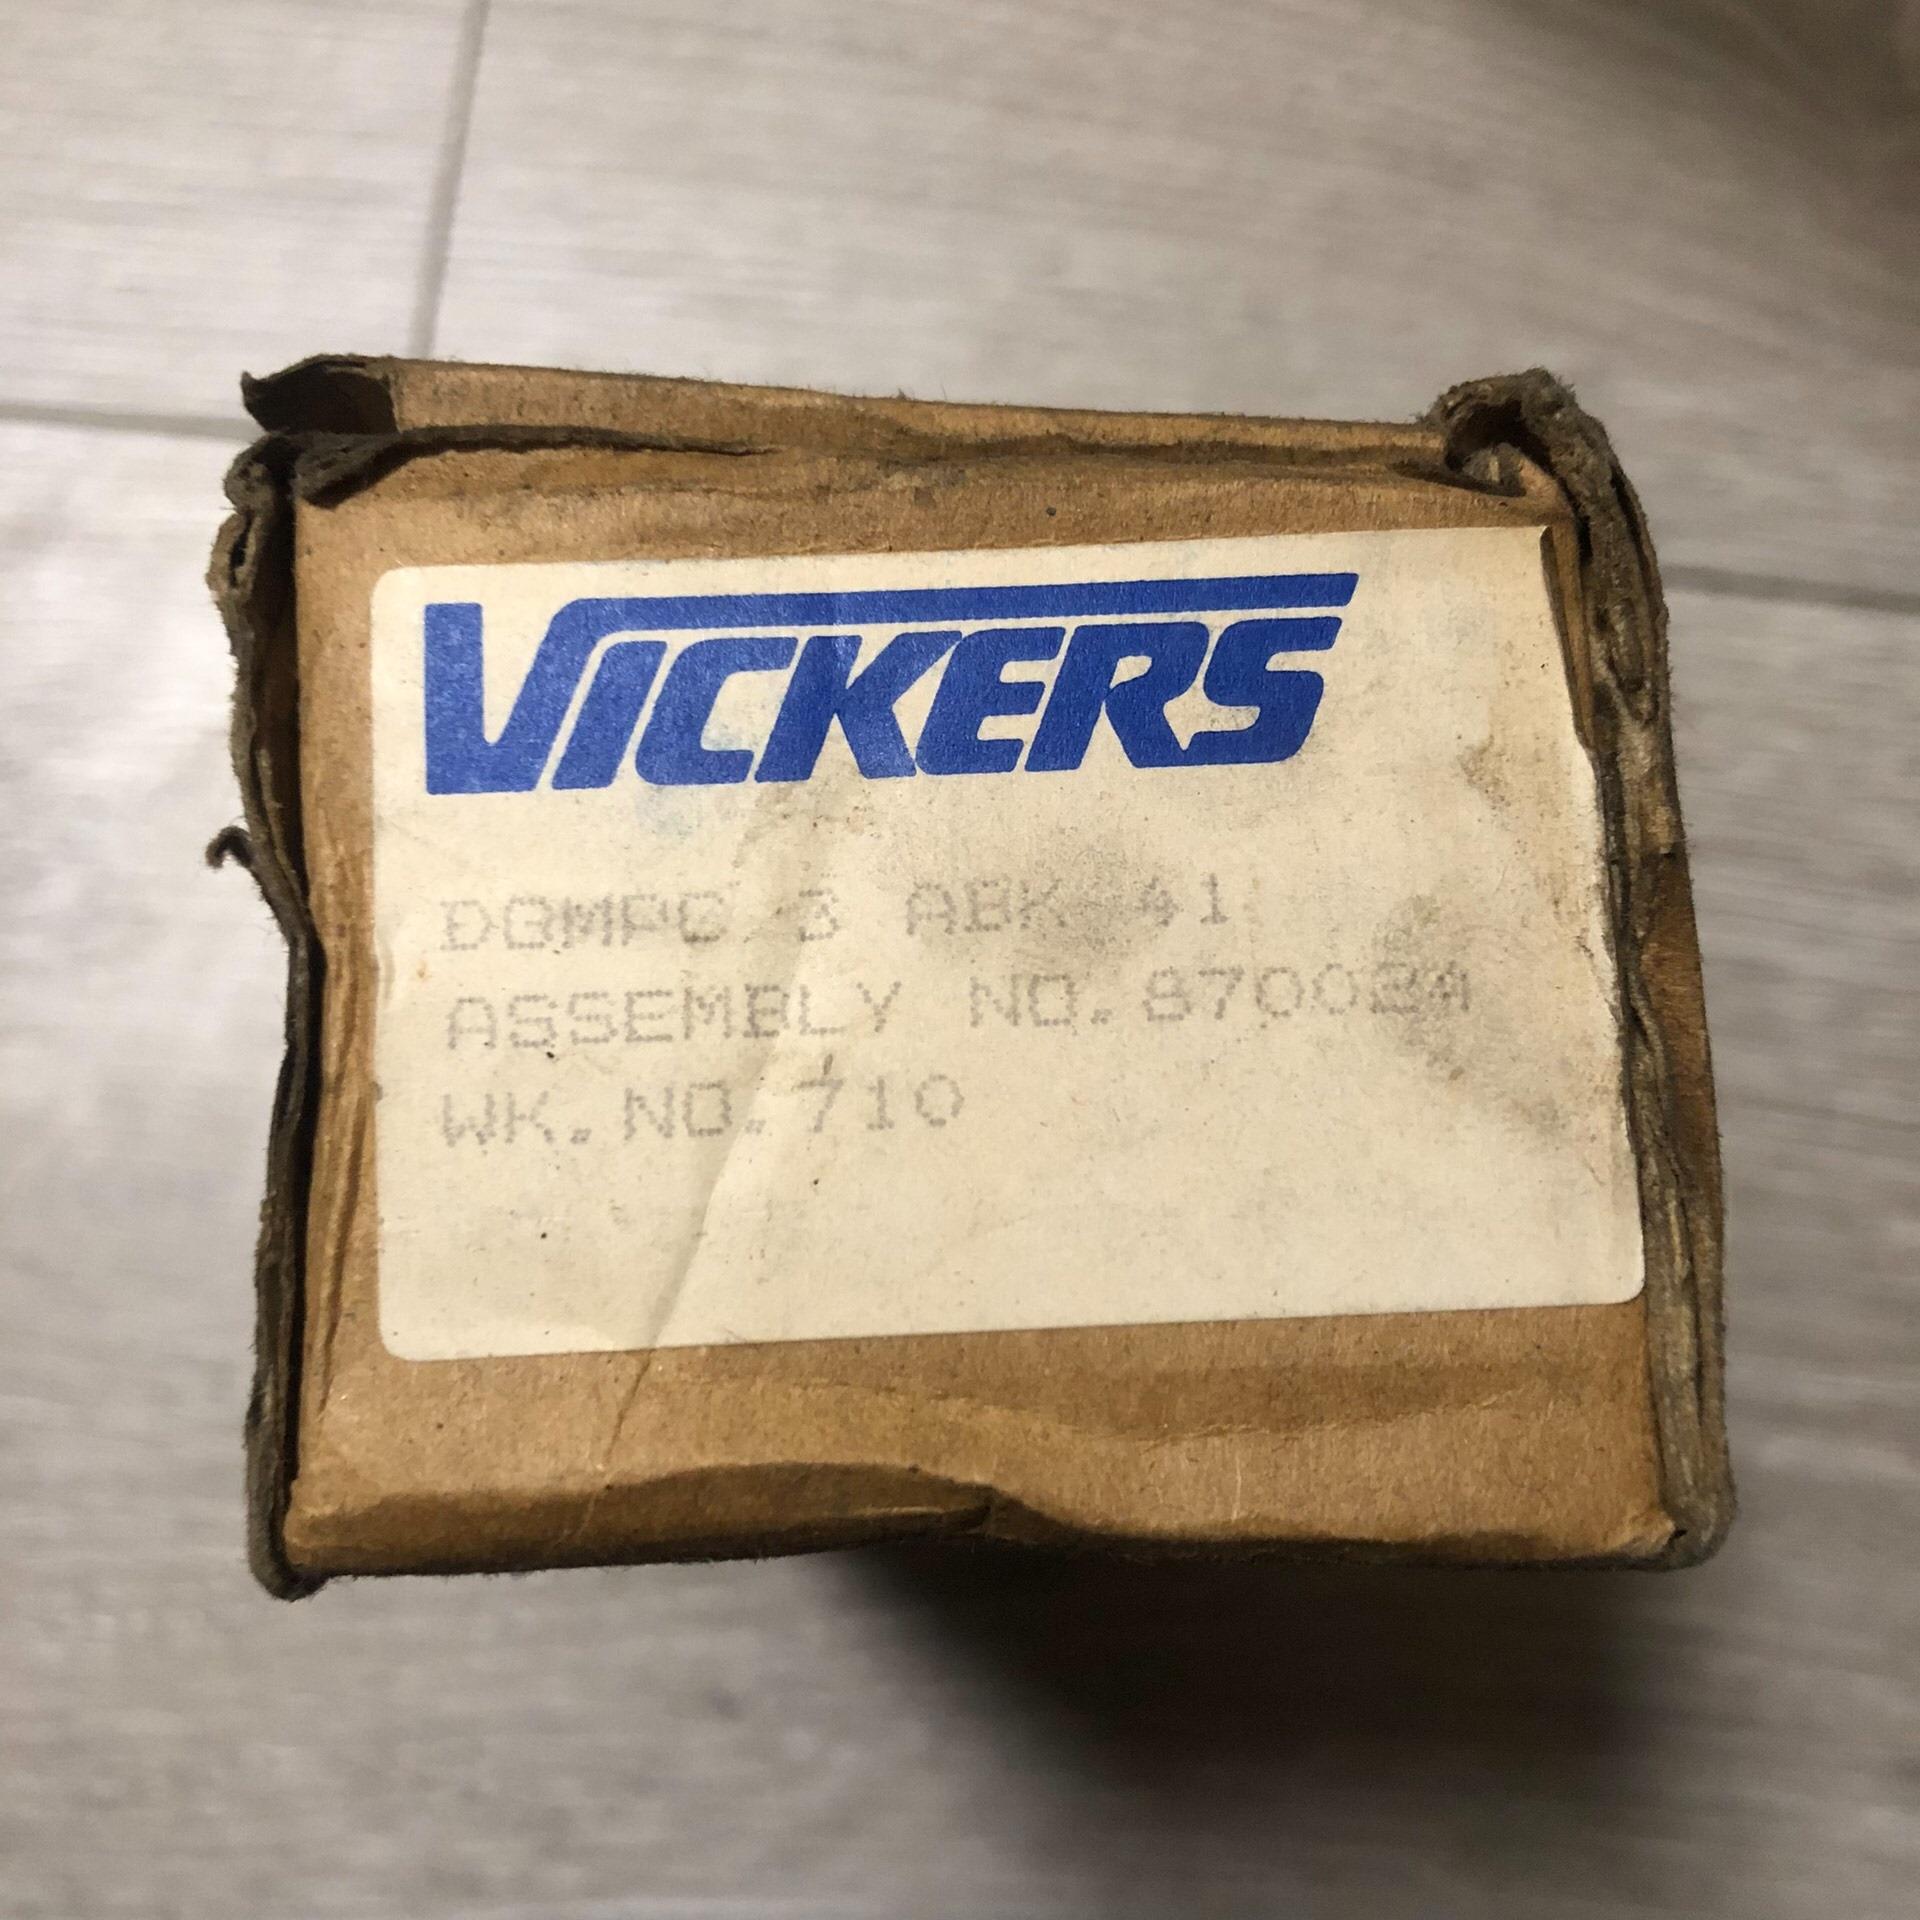 VICKERS
DGMPC 3 ABK 41
ASSEMBLY NO.870024
WK.NO.710